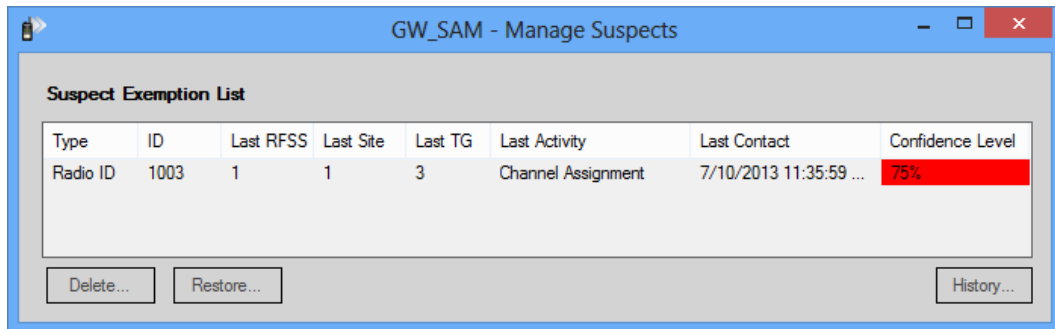 GW_SAM - Manage Suspects
Suspect Exemption List
Type ID Last RFSS Last Site Last TG Last Activity Last Contact Confidence Level
Radio ID 1003 1 1 3 Channel Assignment 7/10/2013 11:35:59 ... 75%
Delete... Restore... History...